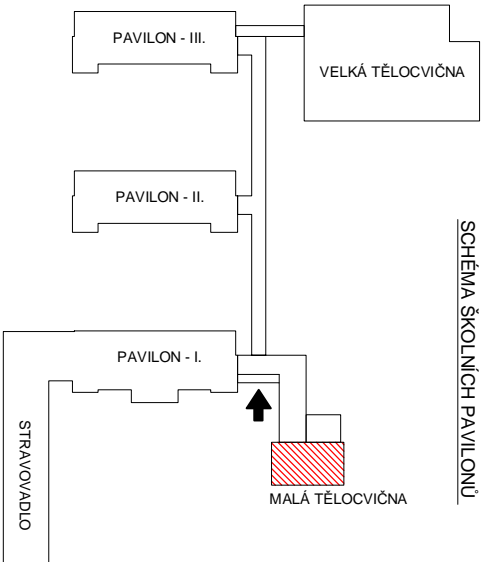 PAVILON - III.
VELKÁ TĚLOCVIČNA
PAVILON - II.
SCHÉMA ŠKOLNÍCH PAVILONŮ
PAVILON - I.
STRAVOVADLO
MALÁ TĚLOCVIČNA